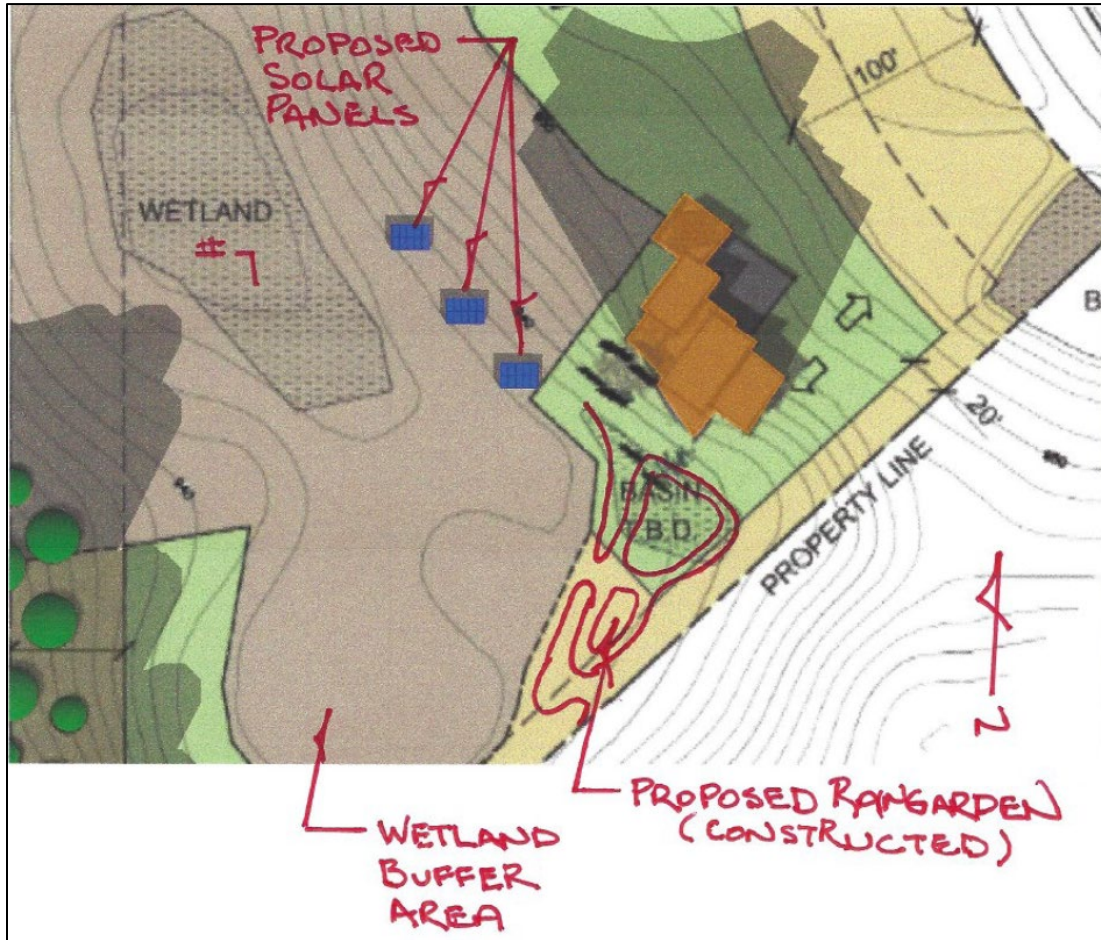 PROPOSED
SOLAR
PANELS
100'
WETLAND
#7
B
20'
BASIN
T.B.D.
PROPERTY LINE
N
PROPOSED RAINGARDEN
(CONSTRUCTED)
WETLAND
BUFFER
AREA